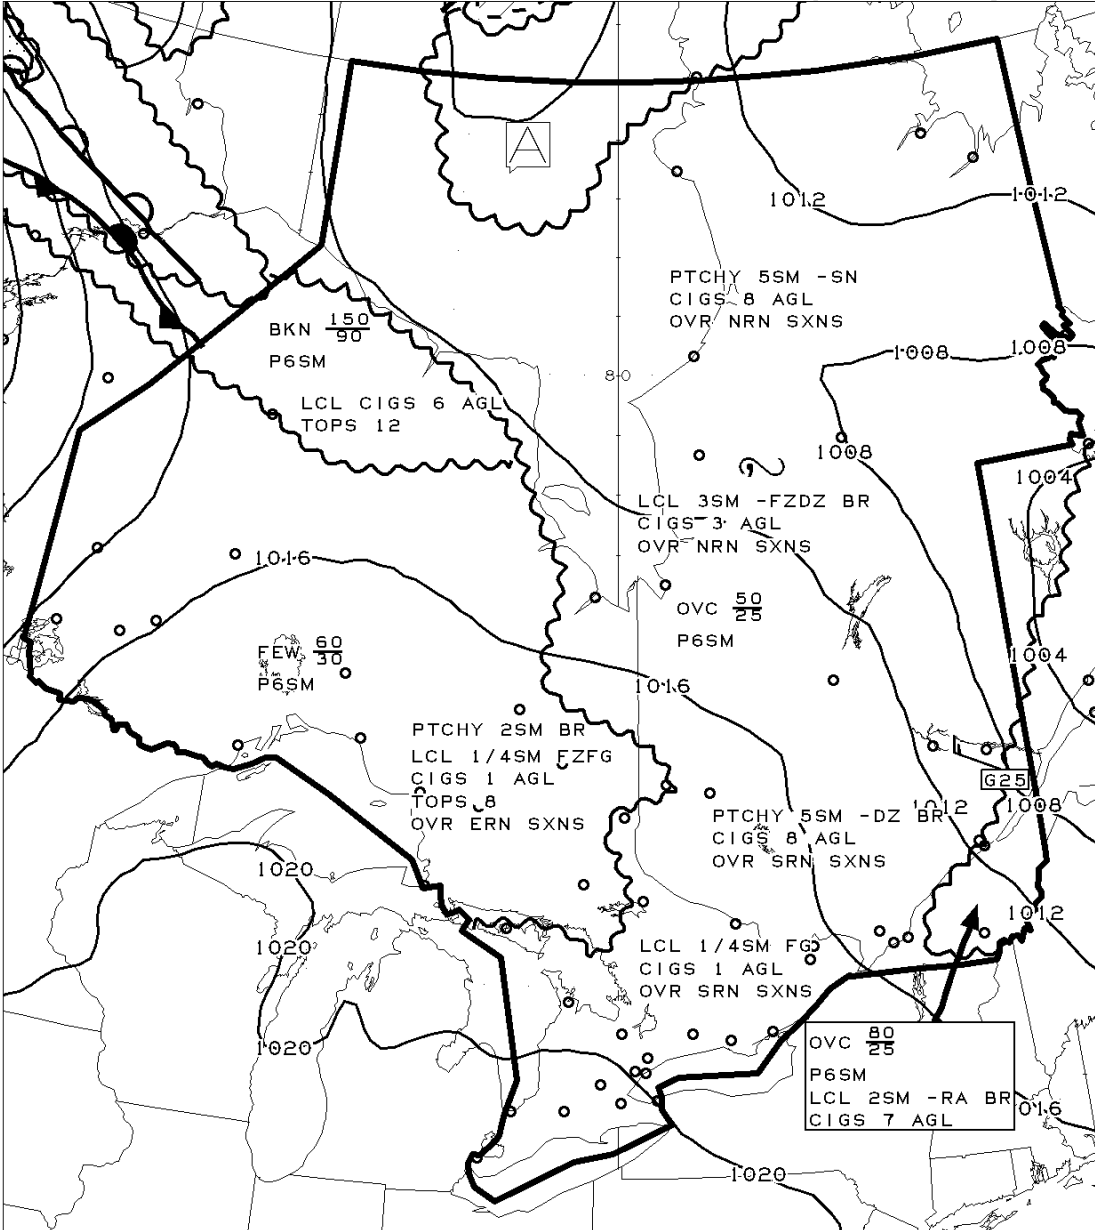 A
1012
1012
PTCHY 5SM -SN
CIGS 8 AGL
OVR NRN SXNS
BKN 150
90
P6SM
1008
1008
80
LCL CIGS 6 AGL
TOPS 12
1008
1004
LCL 3SM -FZDZ BR
CIGS 3 AGL
OVR NRN SXNS
1016
OVC 50
25
P6SM
FEW 60
30
P6SM
1004
1016
PTCHY 2SM BR
LCL 1/4SM FZFG
CIGS 1 AGL
TOPS 8
OVR ERN SXNS
L
G25
PTCHY 5SM -DZ BR
CIGS 8 AGL
OVR SRN SXNS
1012
1008
1020
1012
1020
LCL 1/4SM FG
CIGS 1 AGL
OVR SRN SXNS
1020
OVC 80
25
P6SM
LCL 2SM -RA BR
CIGS 7 AGL
016
1020